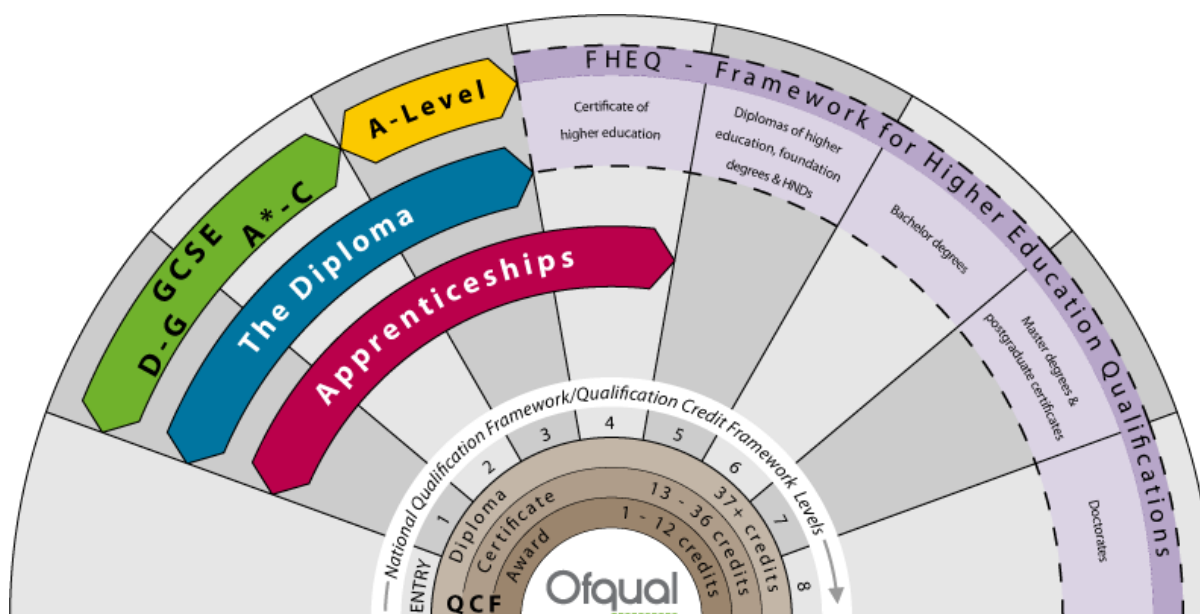 FHEQ - Framework for Higher Education Qualifications
A-Level
GCSE
D-G A*-C
The Diploma
Apprenticeships
Certificate of
higher education
Diplomas of higher
education, foundation
degrees & HNDs
Bachelor degrees
Master degrees &
postgraduate certificates
Doctorates
National Qualification Framework/Qualification Credit Framework Levels
ENTRY
1
2
3
4
5
6
7
8
Diploma
37+ credits
Certificate
13 - 36 credits
Award
1 - 12 credits
QCF
Ofqual